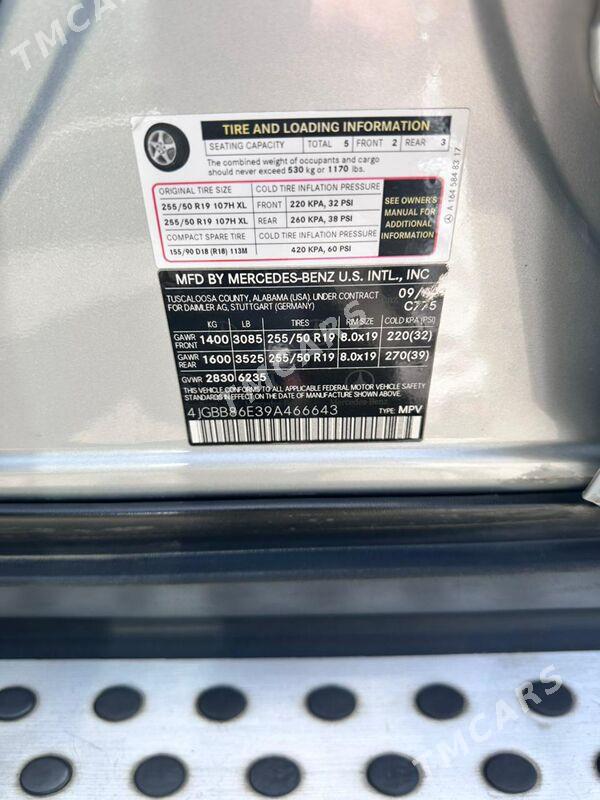 TMCARS
TIRE AND LOADING INFORMATION
SEATING CAPACITY TOTAL 5 FRONT 2 REAR 3
The combined weight of occupants and cargo
should never exceed 530 kg or 1170 lbs.
ORIGINAL TIRE SIZE COLD TIRE INFLATION PRESSURE
255/50 R19 107H XL FRONT 220 KPA, 32 PSI
255/50 R19 107H XL REAR 260 KPA, 38 PSI
COMPACT SPARE TIRE COLD TIRE INFLATION PRESSURE
155/90 D18 (R18) 113M 420 KPA, 60 PSI
SEE OWNER'S
MANUAL FOR
ADDITIONAL
INFORMATION
A 164 584 83 17
MFD BY MERCEDES-BENZ U.S. INTL., INC
TUSCALOOSA COUNTY, ALABAMA (USA). UNDER CONTRACT 09/
FOR DAIMLER AG, STUTTGART (GERMANY) C775
KG LB TIRES RIM SIZE COLD KPA (PSI)
GAWR FRONT 1400 3085 255/50 R19 8.0x19 220(32)
GAWR REAR 1600 3525 255/50 R19 8.0x19 270(39)
GVWR 2830 6235
THIS VEHICLE CONFORMS TO ALL APPLICABLE FEDERAL MOTOR VEHICLE SAFETY
STANDARDS IN EFFECT ON THE DATE OF MANUFACTURE SHOWN ABOVE.
Mercedes-Benz
4JGBB86E39A466643 TYPE: MPV
TMCARS
TMCARS
TMCARS